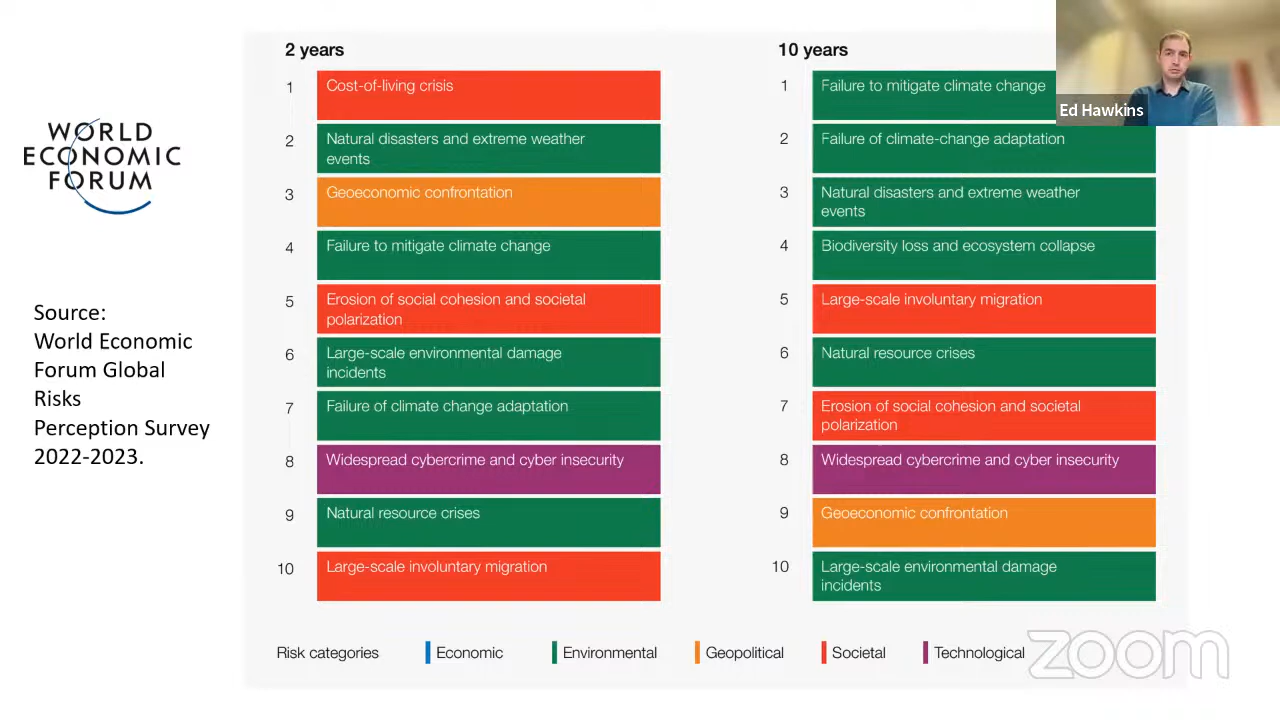 WORLD
ECONOMIC
FORUM
Source:
World Economic
Forum Global
Risks
Perception Survey
2022-2023.
2 years
1
Cost-of-living crisis
2
Natural disasters and extreme weather
events
3
Geoeconomic confrontation
4
Failure to mitigate climate change
5
Erosion of social cohesion and societal
polarization
6
Large-scale environmental damage
incidents
7
Failure of climate change adaptation
8
Widespread cybercrime and cyber insecurity
9
Natural resource crises
10
Large-scale involuntary migration
10 years
1
Failure to mitigate climate change
2
Failure of climate-change adaptation
3
Natural disasters and extreme weather
events
4
Biodiversity loss and ecosystem collapse
5
Large-scale involuntary migration
6
Natural resource crises
7
Erosion of social cohesion and societal
polarization
8
Widespread cybercrime and cyber insecurity
9
Geoeconomic confrontation
10
Large-scale environmental damage
incidents
Risk categories Economic Environmental Geopolitical Societal Technological
Ed Hawkins
zoom